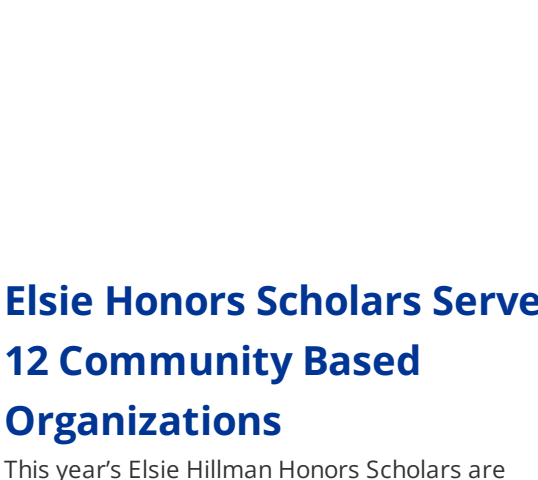 Elsie Honors Scholars Serve
12 Community Based
Organizations
This year’s Elsie Hillman Honors Scholars are